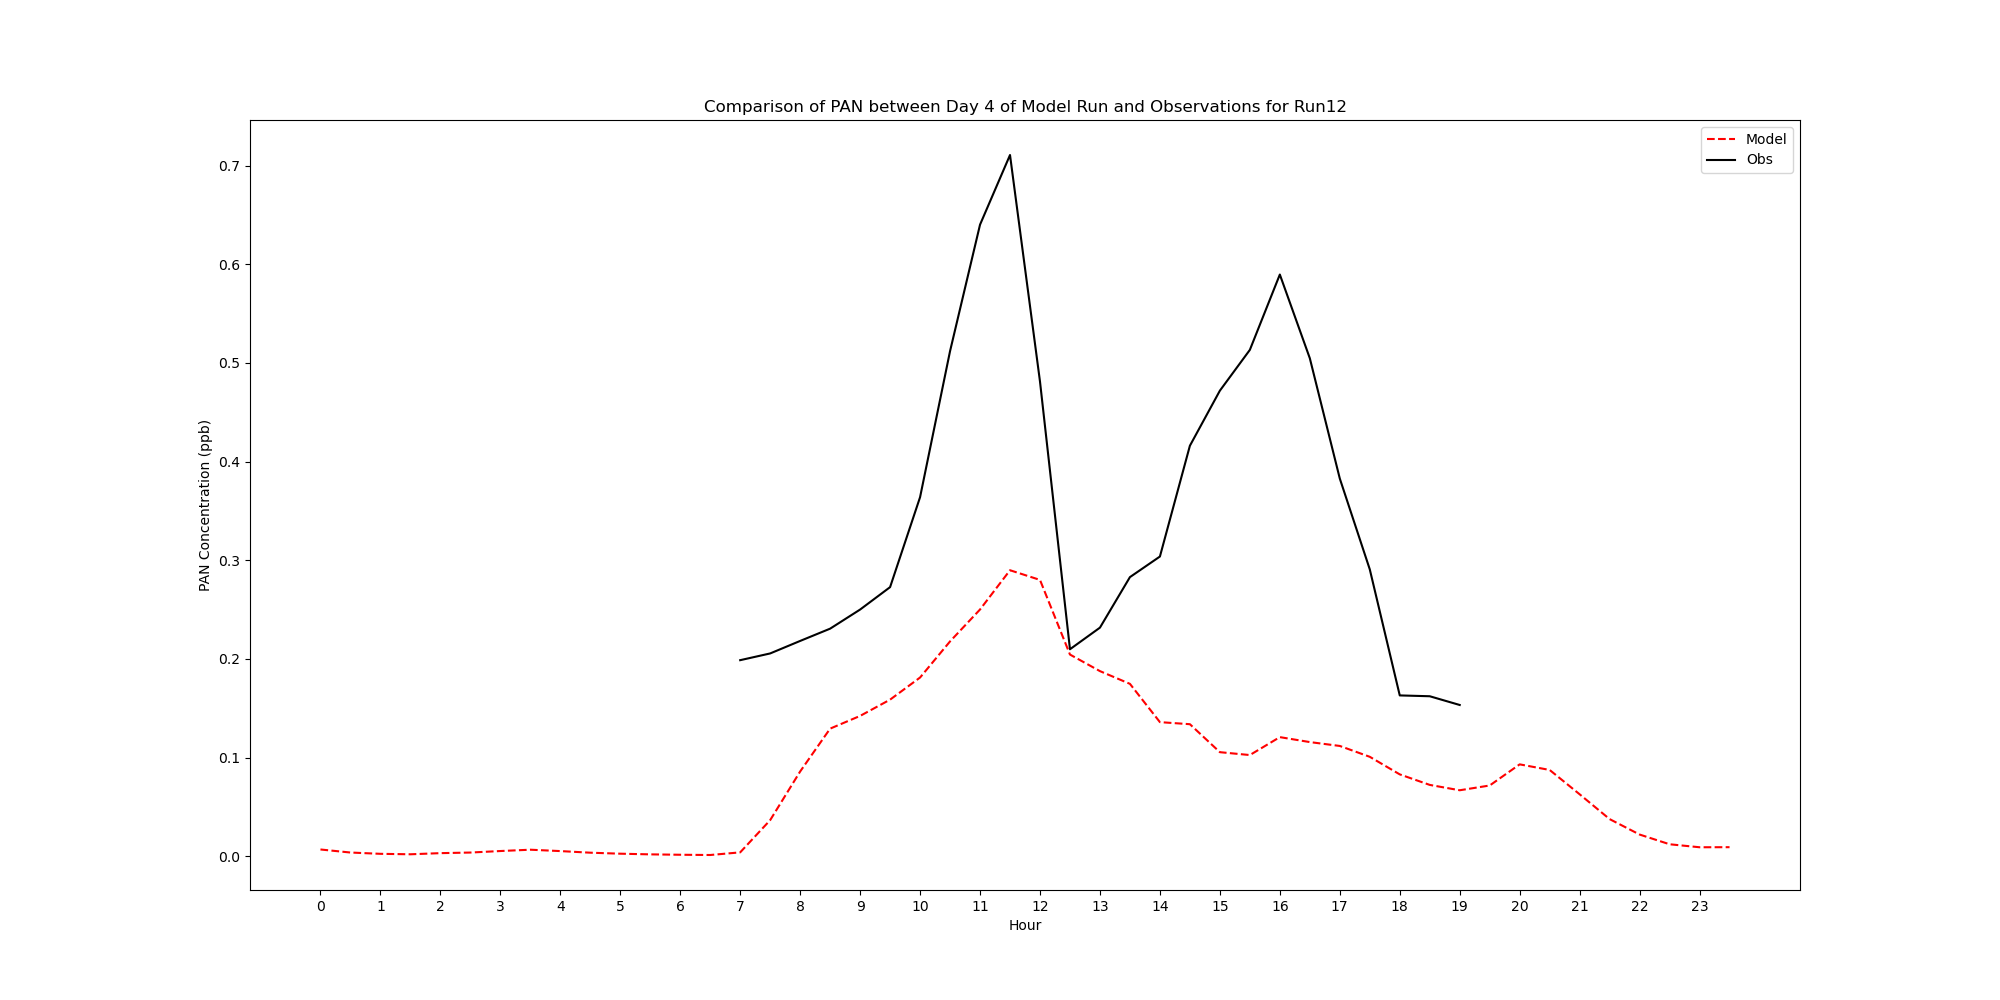 Comparison of PAN between Day 4 of Model Run and Observations for Run12
Model
Obs
PAN Concentration (ppb)
0.7
0.6
0.5
0.4
0.3
0.2
0.1
0.0
0 1 2 3 4 5 6 7 8 9 10 11 12 13 14 15 16 17 18 19 20 21 22 23
Hour